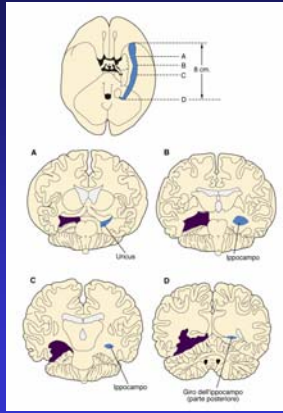 A
B
C
D
8 cm.
A
B
Uncus
Ippocampo
C
D
Ippocampo
Giro dell'ippocampo
(parte posteriore)